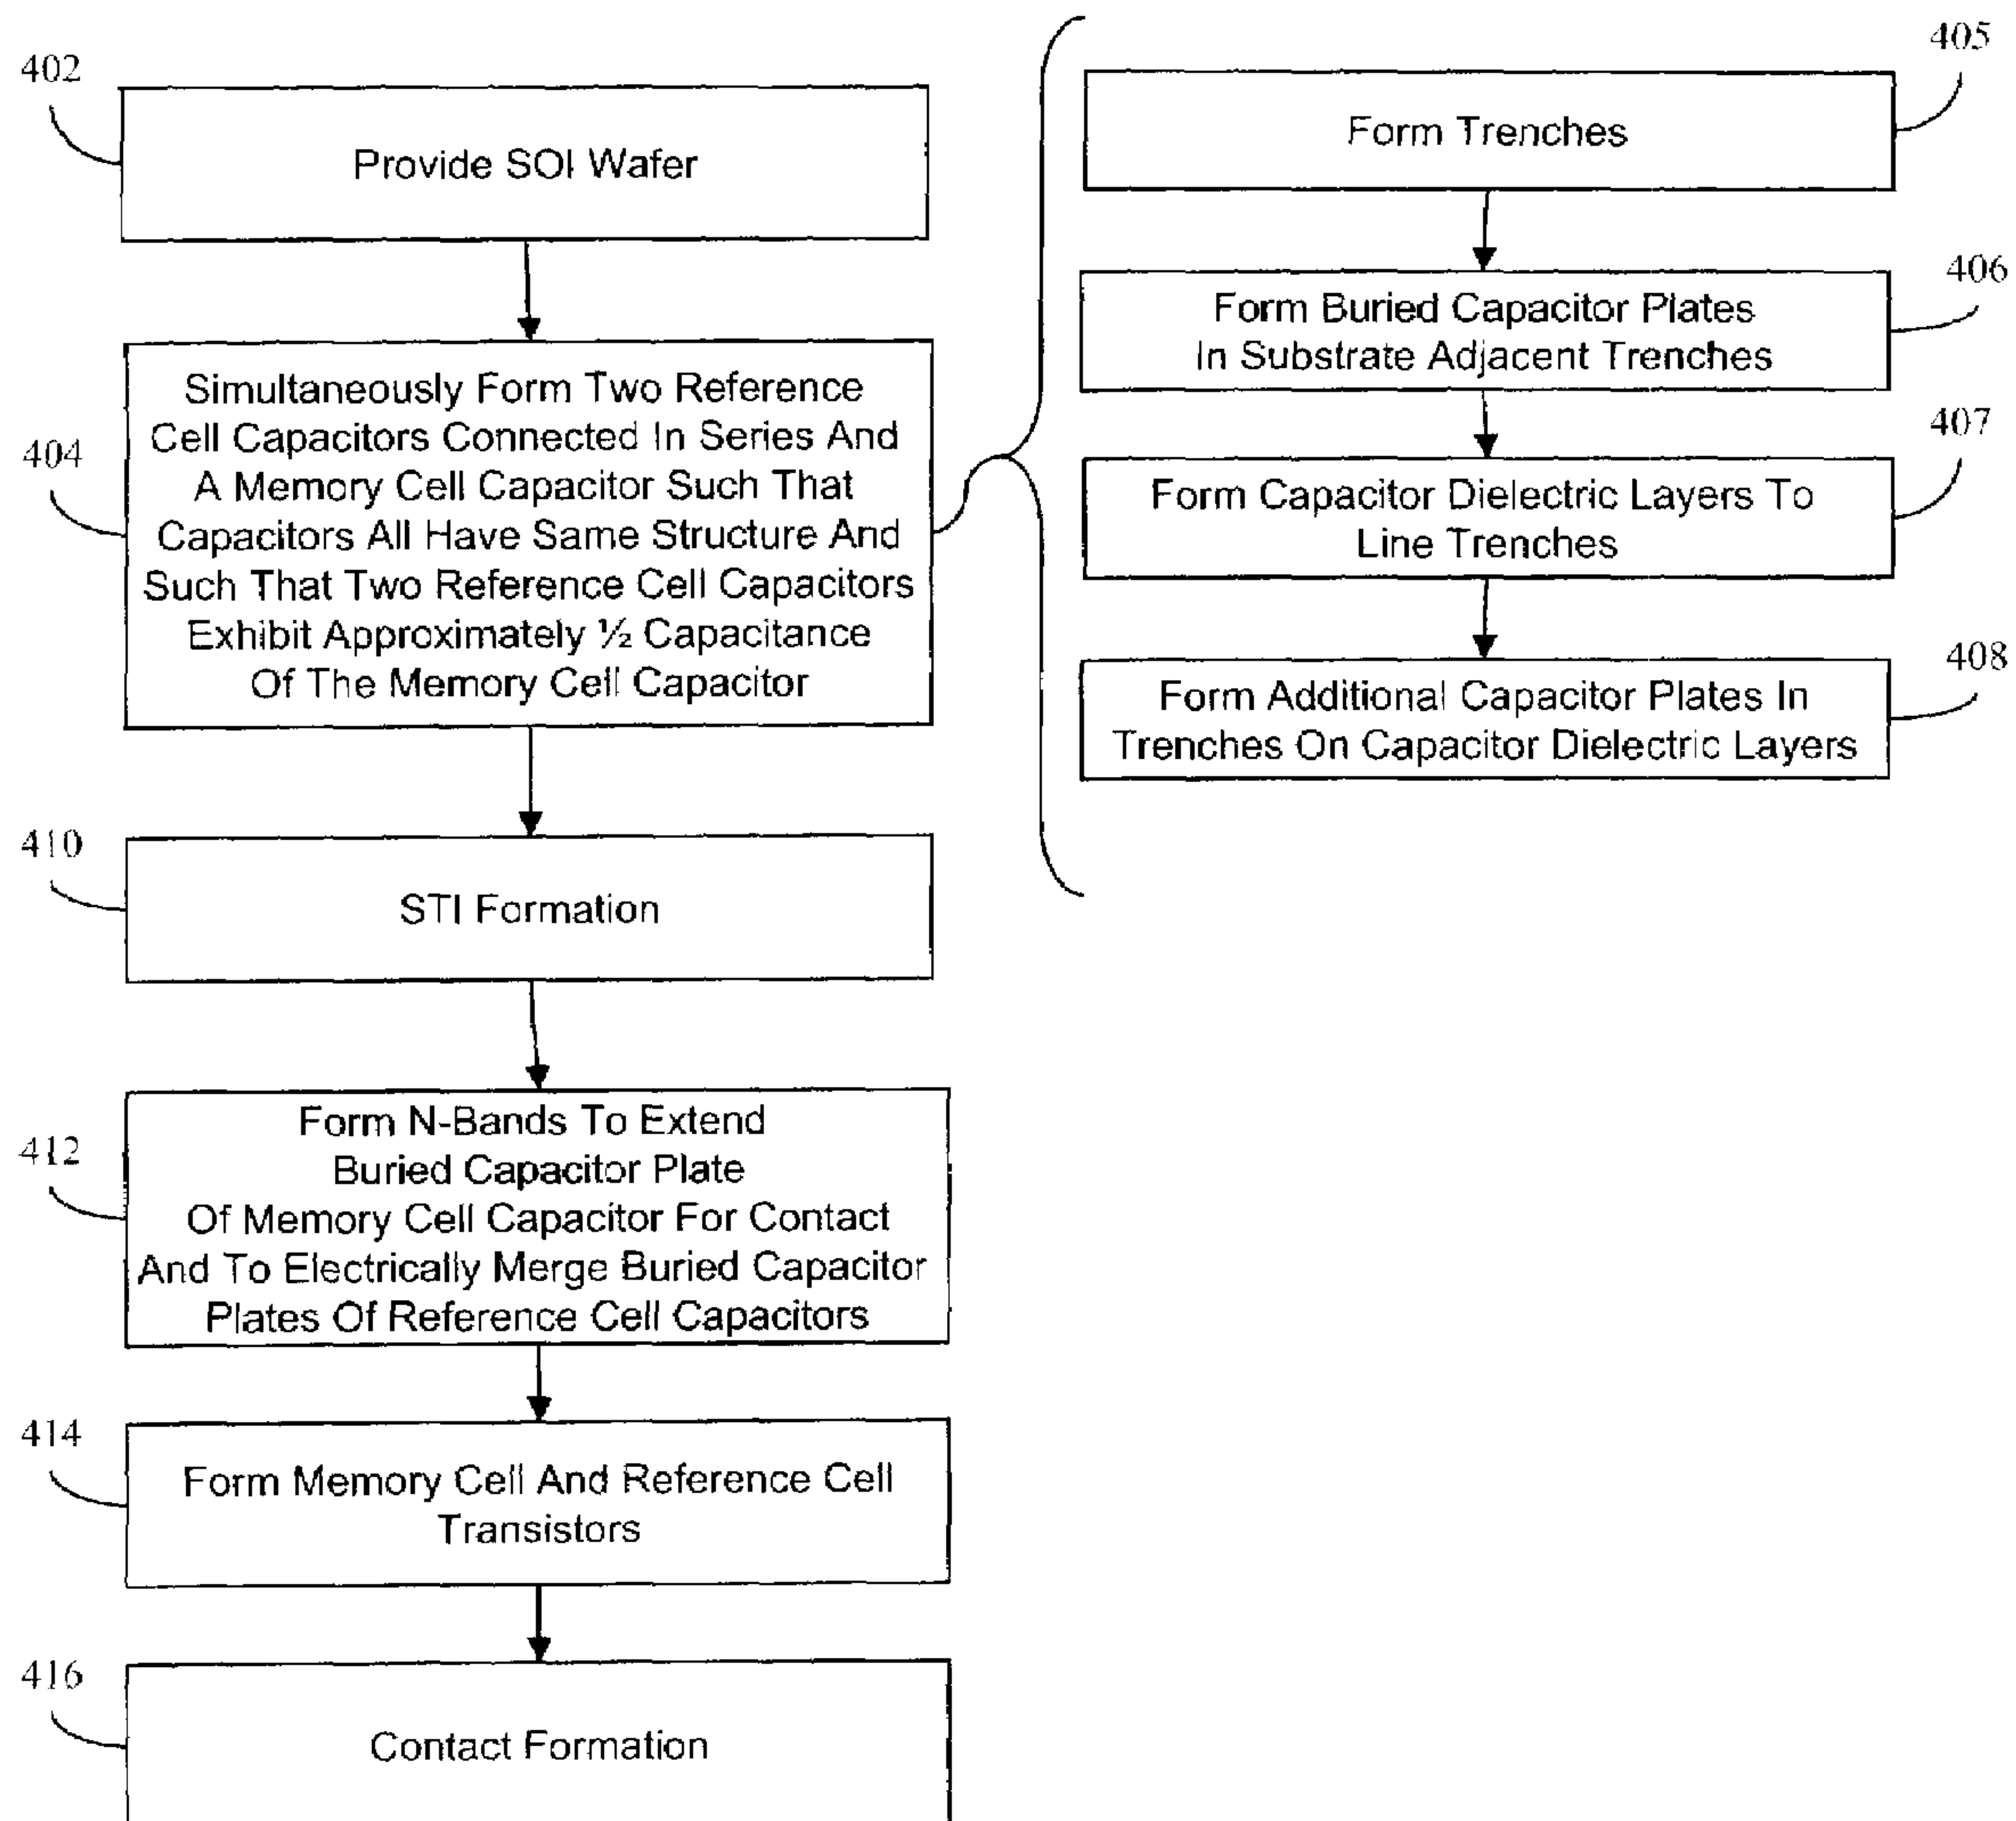 402
Provide SOI Wafer
404
Simultaneously Form Two Reference
Cell Capacitors Connected In Series And
A Memory Cell Capacitor Such That
Capacitors All Have Same Structure And
Such That Two Reference Cell Capacitors
Exhibit Approximately ½ Capacitance
Of The Memory Cell Capacitor
405
Form Trenches
406
Form Buried Capacitor Plates
In Substrate Adjacent Trenches
407
Form Capacitor Dielectric Layers To
Line Trenches
408
Form Additional Capacitor Plates In
Trenches On Capacitor Dielectric Layers
410
STI Formation
412
Form N-Bands To Extend
Buried Capacitor Plate
Of Memory Cell Capacitor For Contact
And To Electrically Merge Buried Capacitor
Plates Of Reference Cell Capacitors
414
Form Memory Cell And Reference Cell
Transistors
416
Contact Formation